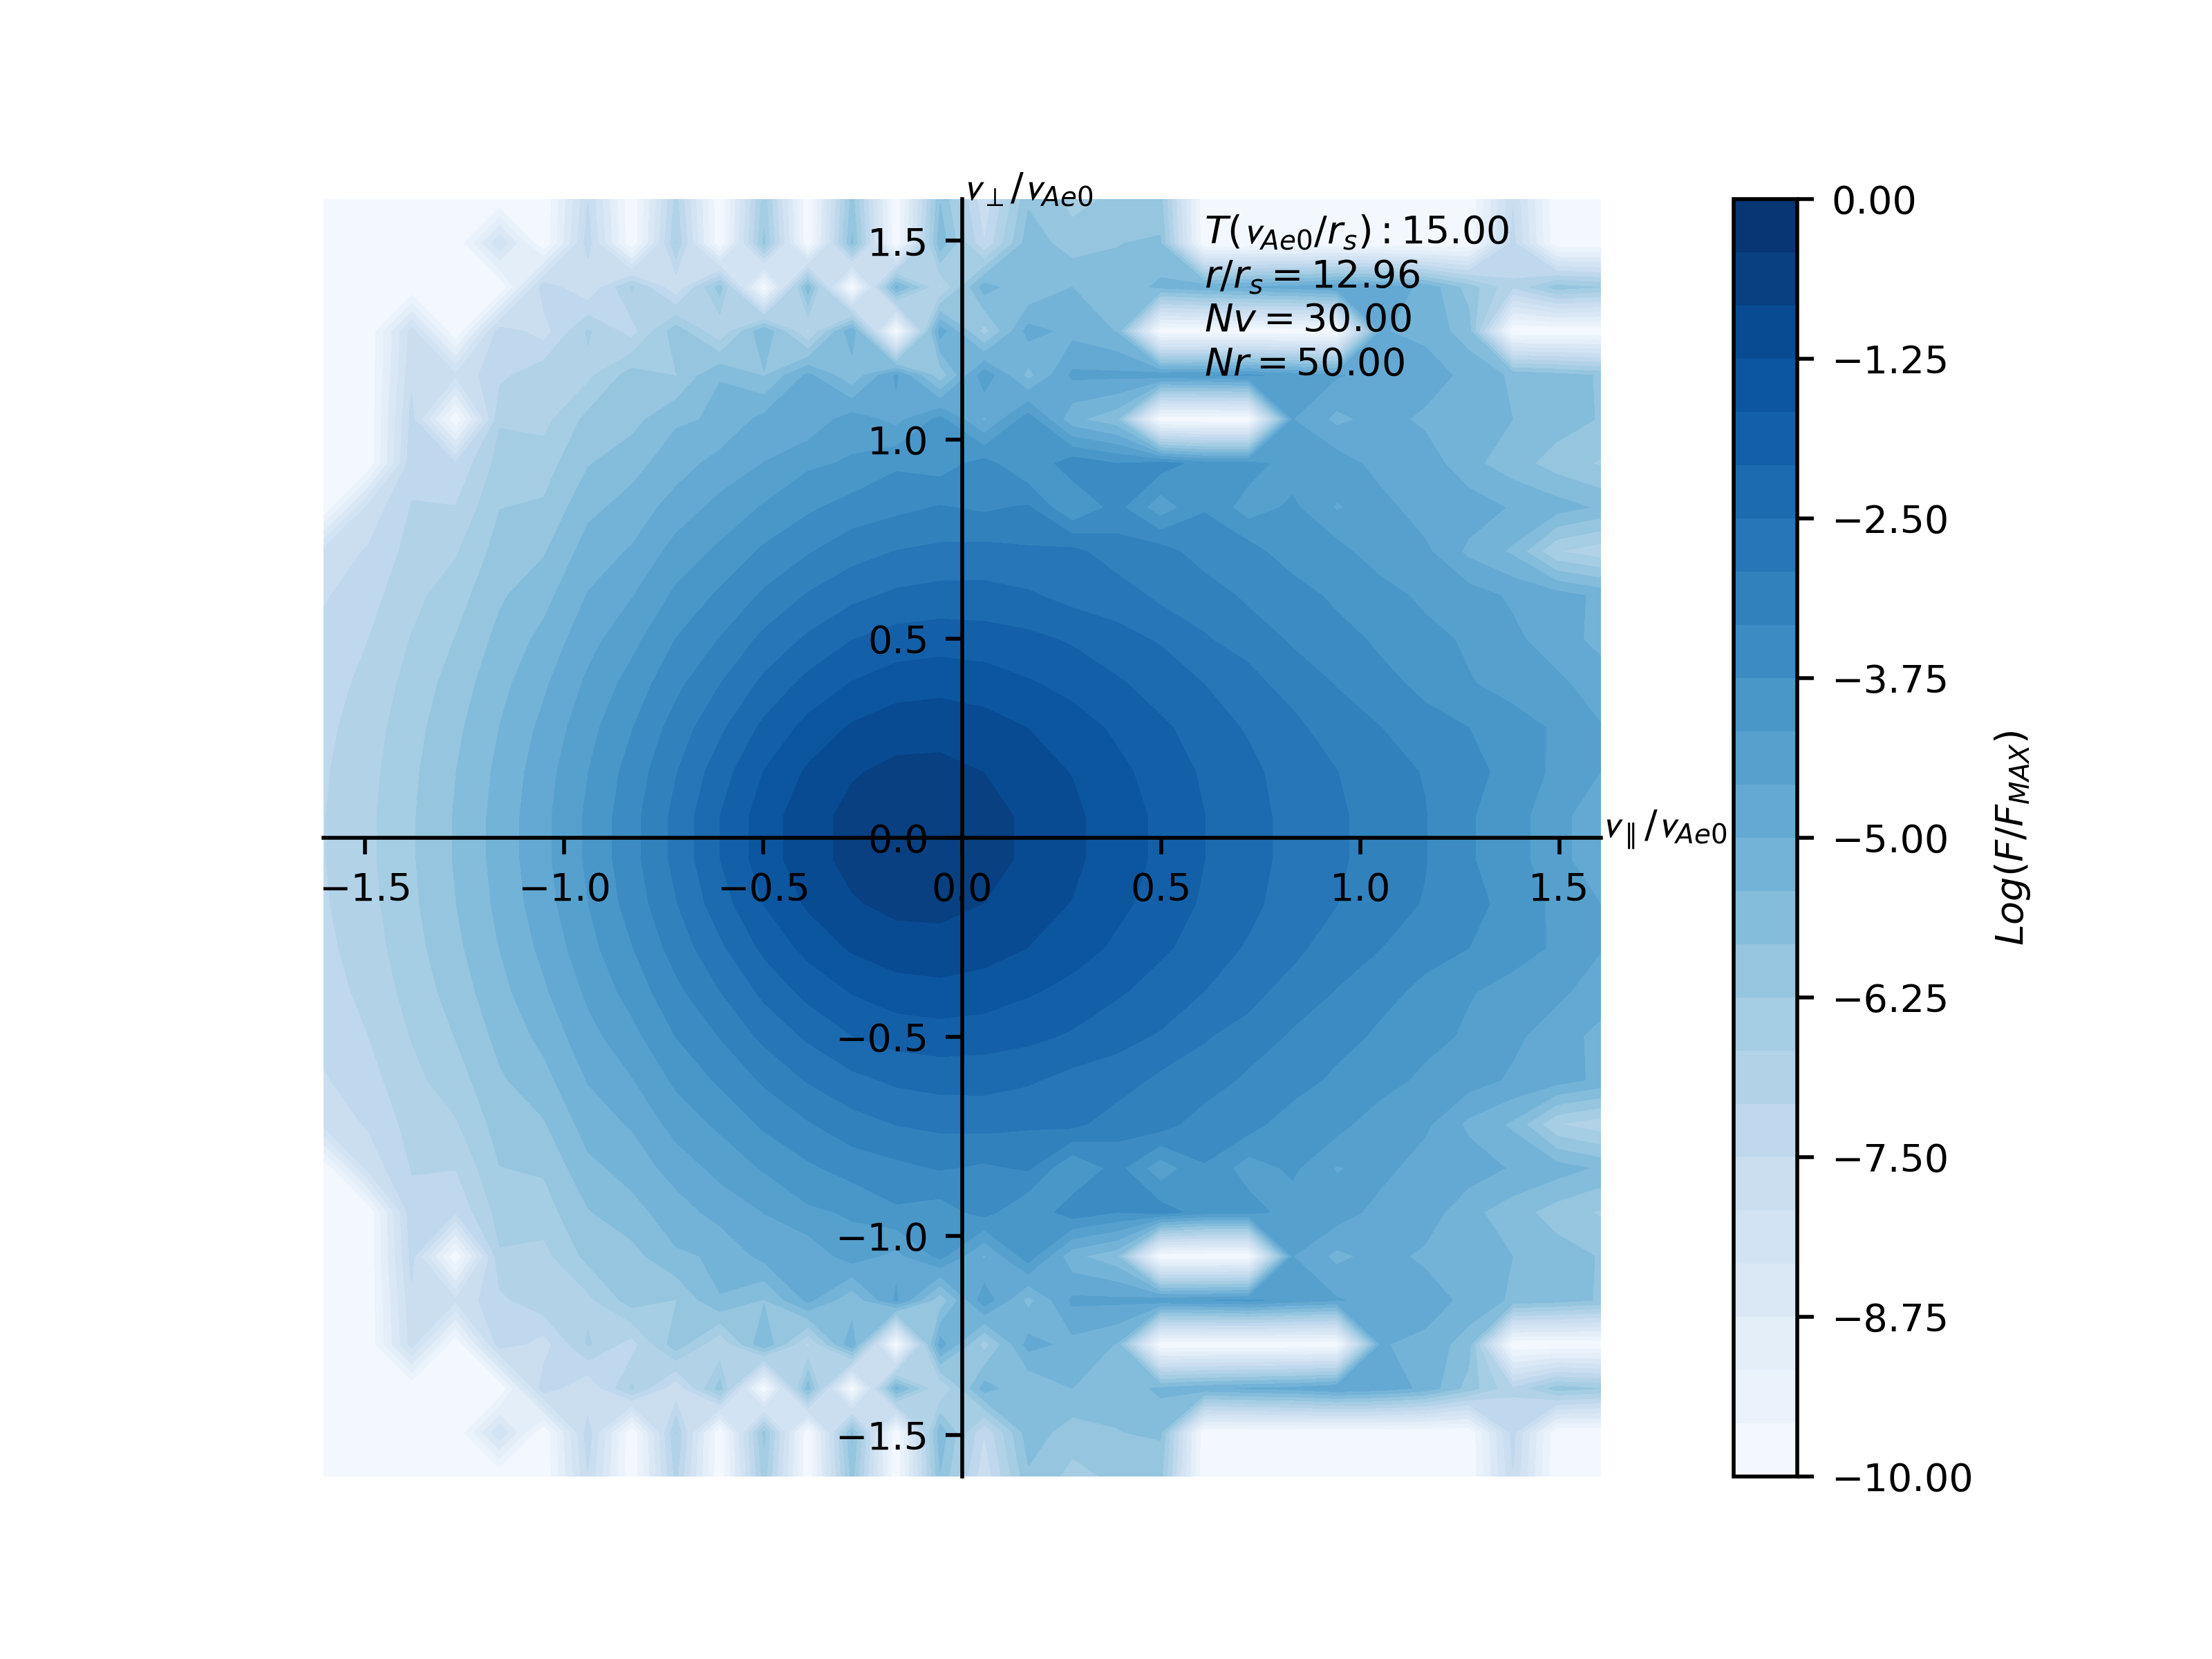 v⊥/vAe0
T(vAe0/rs) : 15.00
r/rs = 12.96
Nv = 30.00
Nr = 50.00
1.5
1.0
0.5
0.0
−0.5
−1.0
−1.5
−1.5 −1.0 −0.5 0.0 0.5 1.0 1.5
v∥/vAe0
0.00
−1.25
−2.50
−3.75
−5.00
−6.25
−7.50
−8.75
−10.00
Log(F/FMAX)